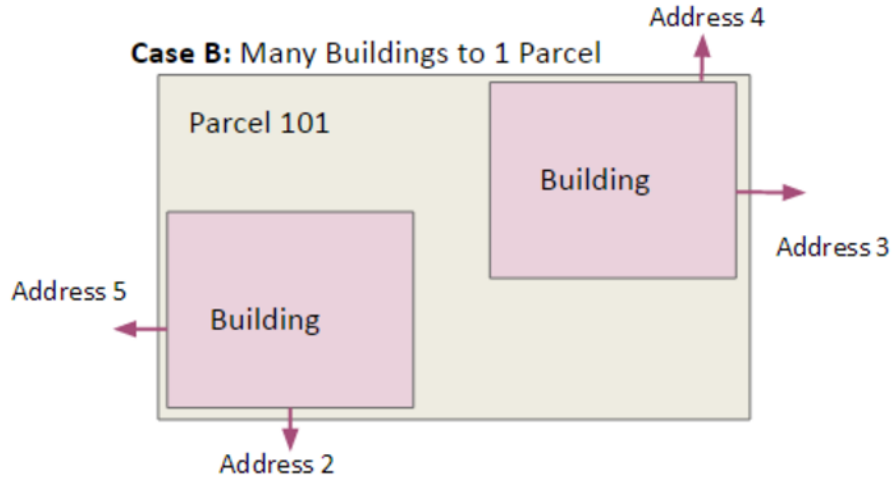 Address 4
Case B: Many Buildings to 1 Parcel
Parcel 101
Building
Address 3
Address 5
Building
Address 2